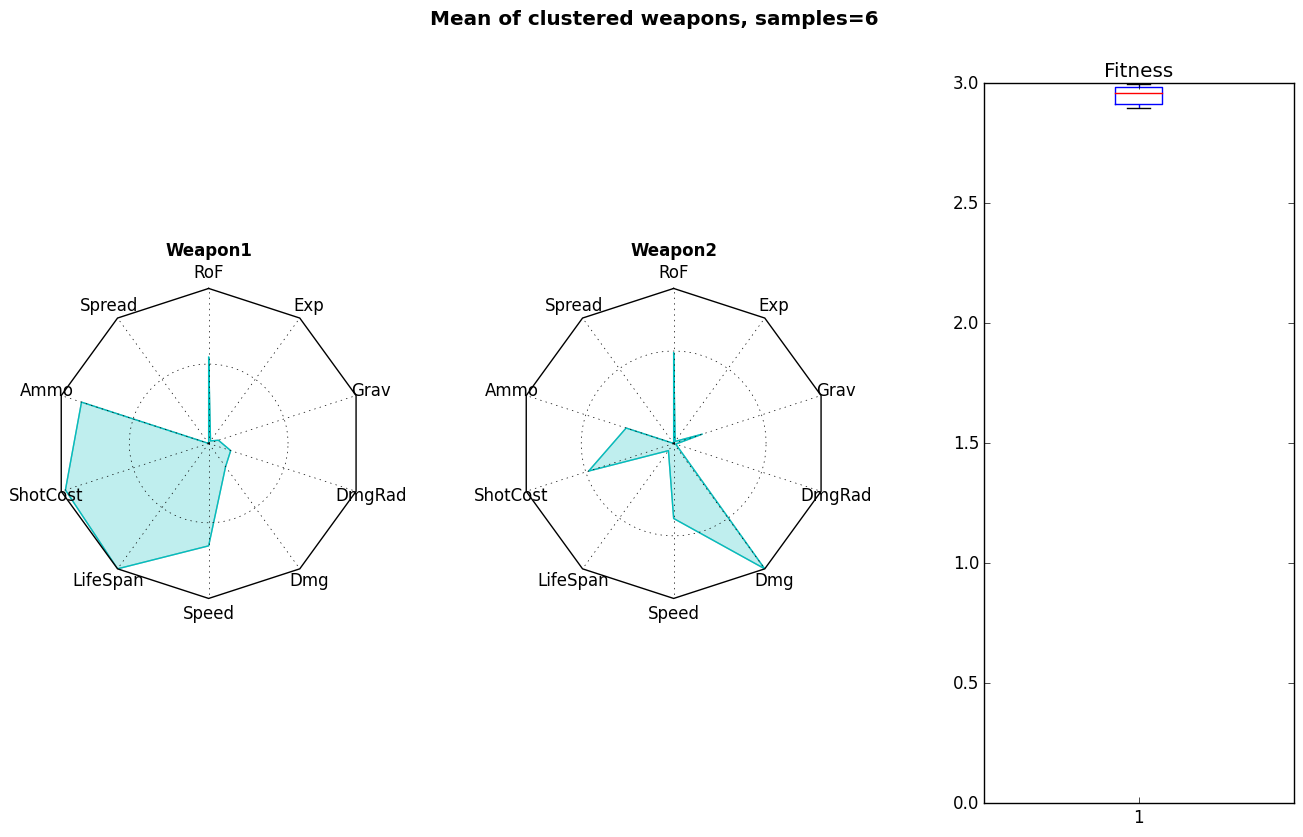 Mean of clustered weapons, samples=6
Weapon1
RoF
Spread
Exp
Ammo
Grav
ShotCost
DmgRad
LifeSpan
Dmg
Speed
Weapon2
RoF
Spread
Exp
Ammo
Grav
ShotCost
DmgRad
LifeSpan
Dmg
Speed
Fitness
3.0
2.5
2.0
1.5
1.0
0.5
0.0
1